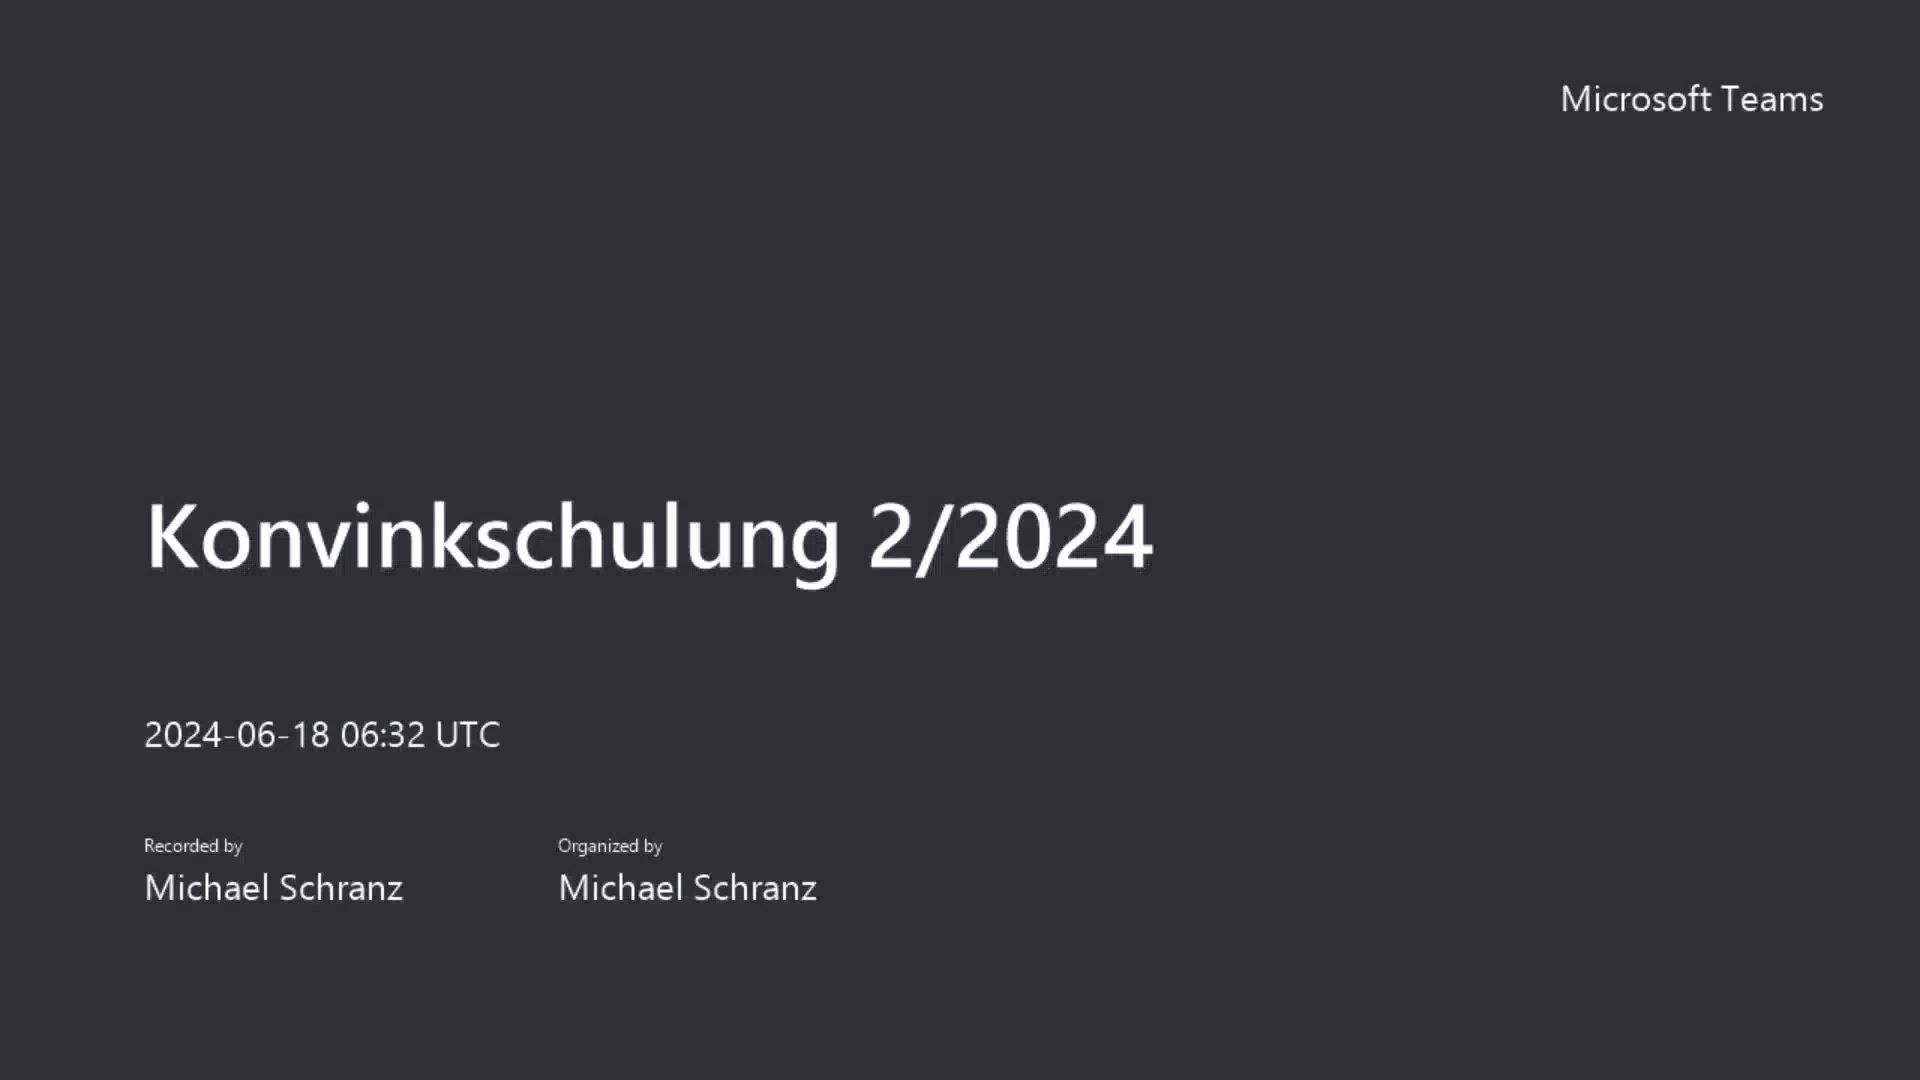 Microsoft Teams
Konvinkschulung 2/2024
2024-06-18 06:32 UTC
Recorded by
Michael Schranz
Organized by
Michael Schranz